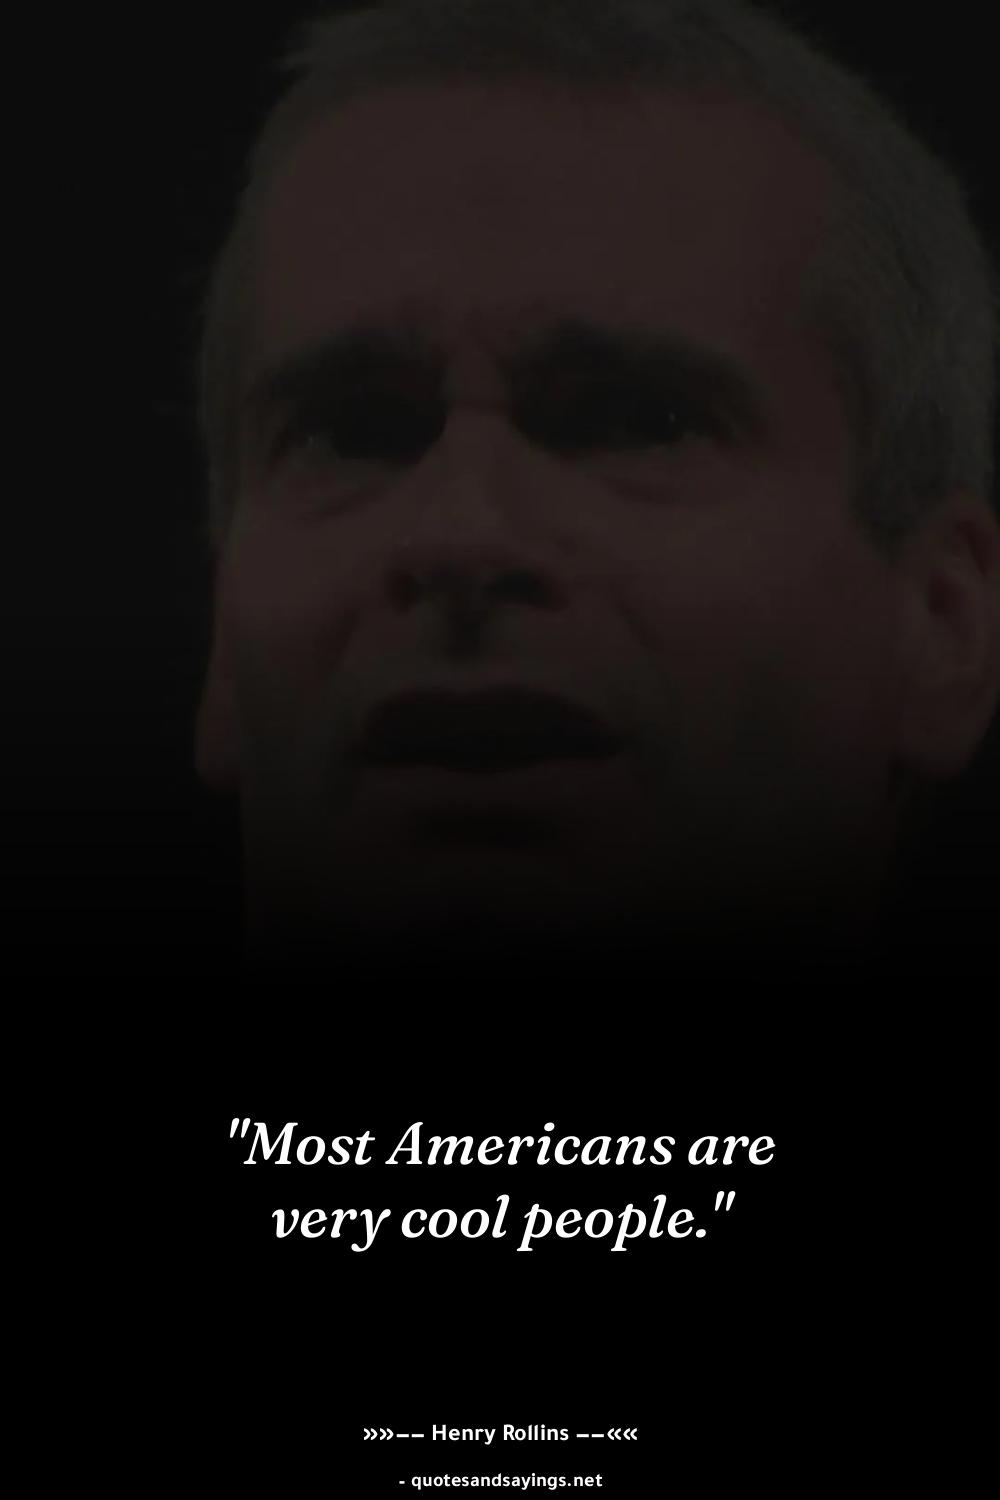 "Most Americans are
very cool people."
»»−− Henry Rollins −−««
- quotesandsayings.net